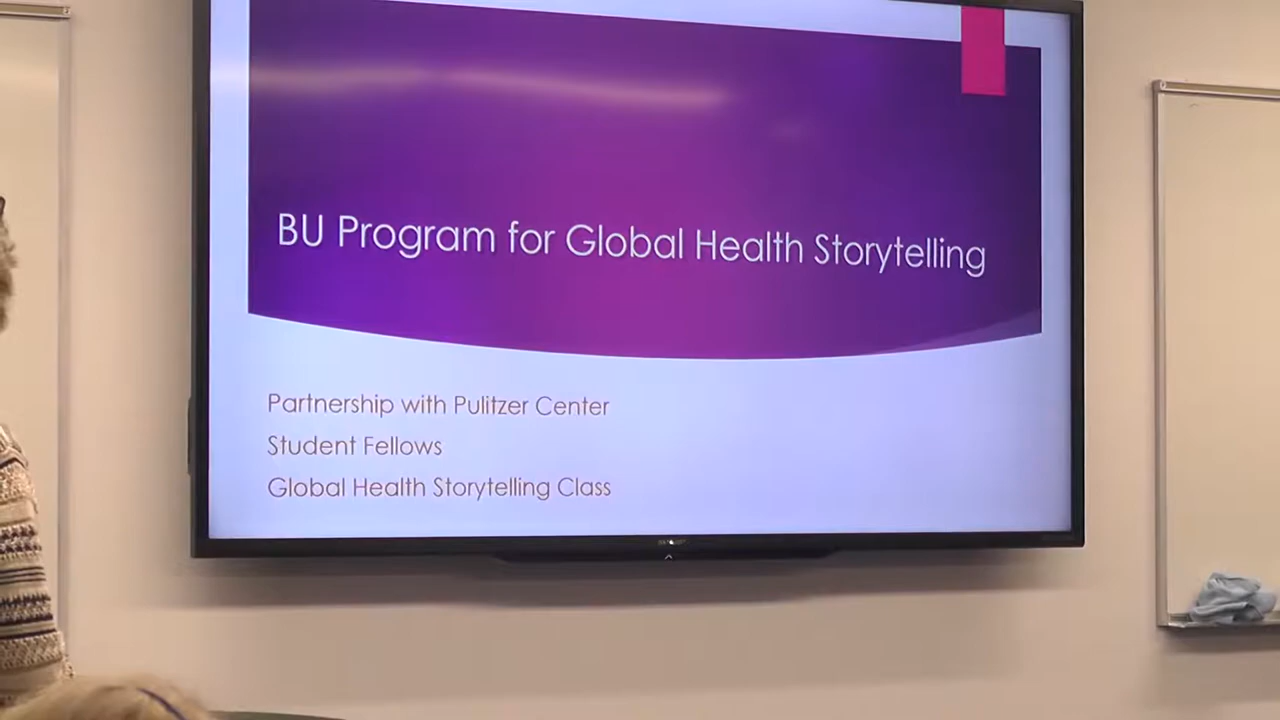 BU Program for Global Health Storytelling
Partnership with Pulitzer Center
Student Fellows
Global Health Storytelling Class